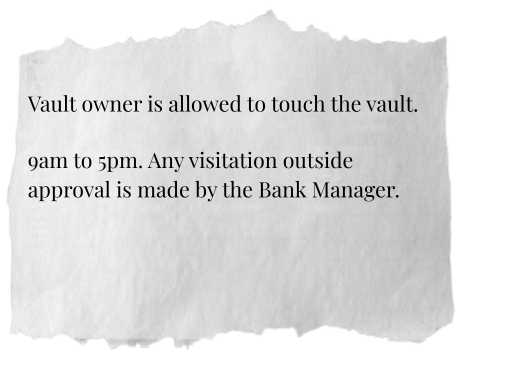 Vault owner is allowed to touch the vault.
9am to 5pm. Any visitation outside
approval is made by the Bank Manager.